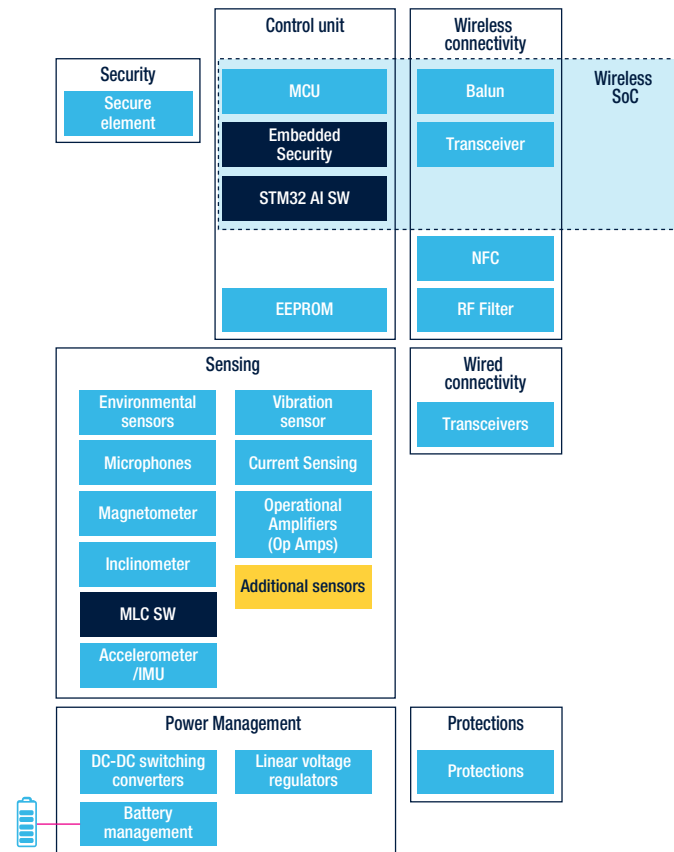 Control unit
Wireless
connectivity
Security
Secure
element
MCU
Embedded
Security
STM32 AI SW
EEPROM
Balun
Transceiver
Wireless
SoC
NFC
RF Filter
Sensing
Environmental
sensors
Microphones
Magnetometer
Inclinometer
MLC SW
Accelerometer
/IMU
Vibration
sensor
Current Sensing
Operational
Amplifiers
(Op Amps)
Additional sensors
Wired
connectivity
Transceivers
Power Management
DC-DC switching
converters
Battery
management
Linear voltage
regulators
Protections
Protections